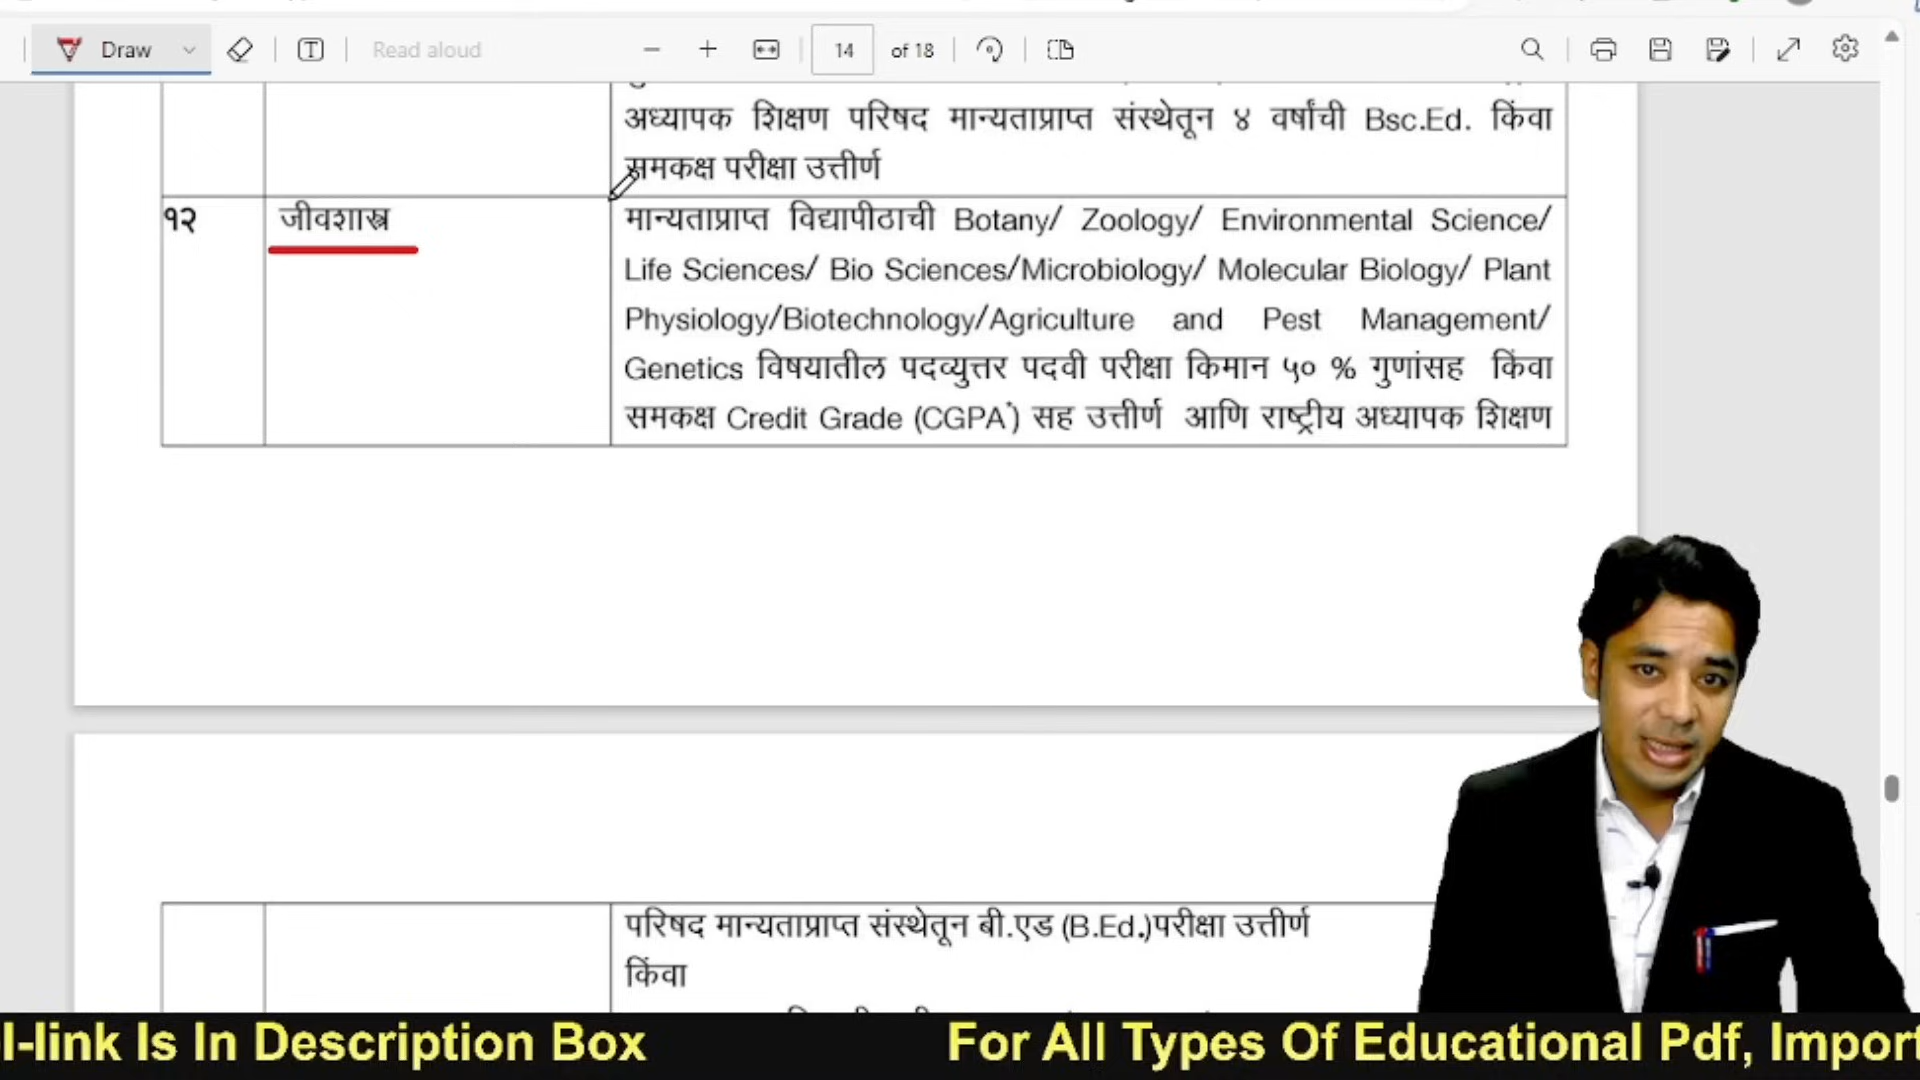 Draw
Read aloud
14 of 18
अध्यापक शिक्षण परिषद मान्यताप्राप्त संस्थेतून ४ वर्षांची Bsc.Ed. किंवा
समकक्ष परीक्षा उत्तीर्ण
१२
जीवशास्त्र
मान्यताप्राप्त विद्यापीठाची Botany/ Zoology/ Environmental Science/
Life Sciences/ Bio Sciences/Microbiology/ Molecular Biology/ Plant
Physiology/Biotechnology/Agriculture and Pest Management/
Genetics विषयातील पदव्युत्तर पदवी परीक्षा किमान ५० % गुणांसह किंवा
समकक्ष Credit Grade (CGPA*) सह उत्तीर्ण आणि राष्ट्रीय अध्यापक शिक्षण
परिषद मान्यताप्राप्त संस्थेतून बी.एड (B.Ed.)परीक्षा उत्तीर्ण
किंवा
l-link Is In Description Box For All Types Of Educational Pdf, Import